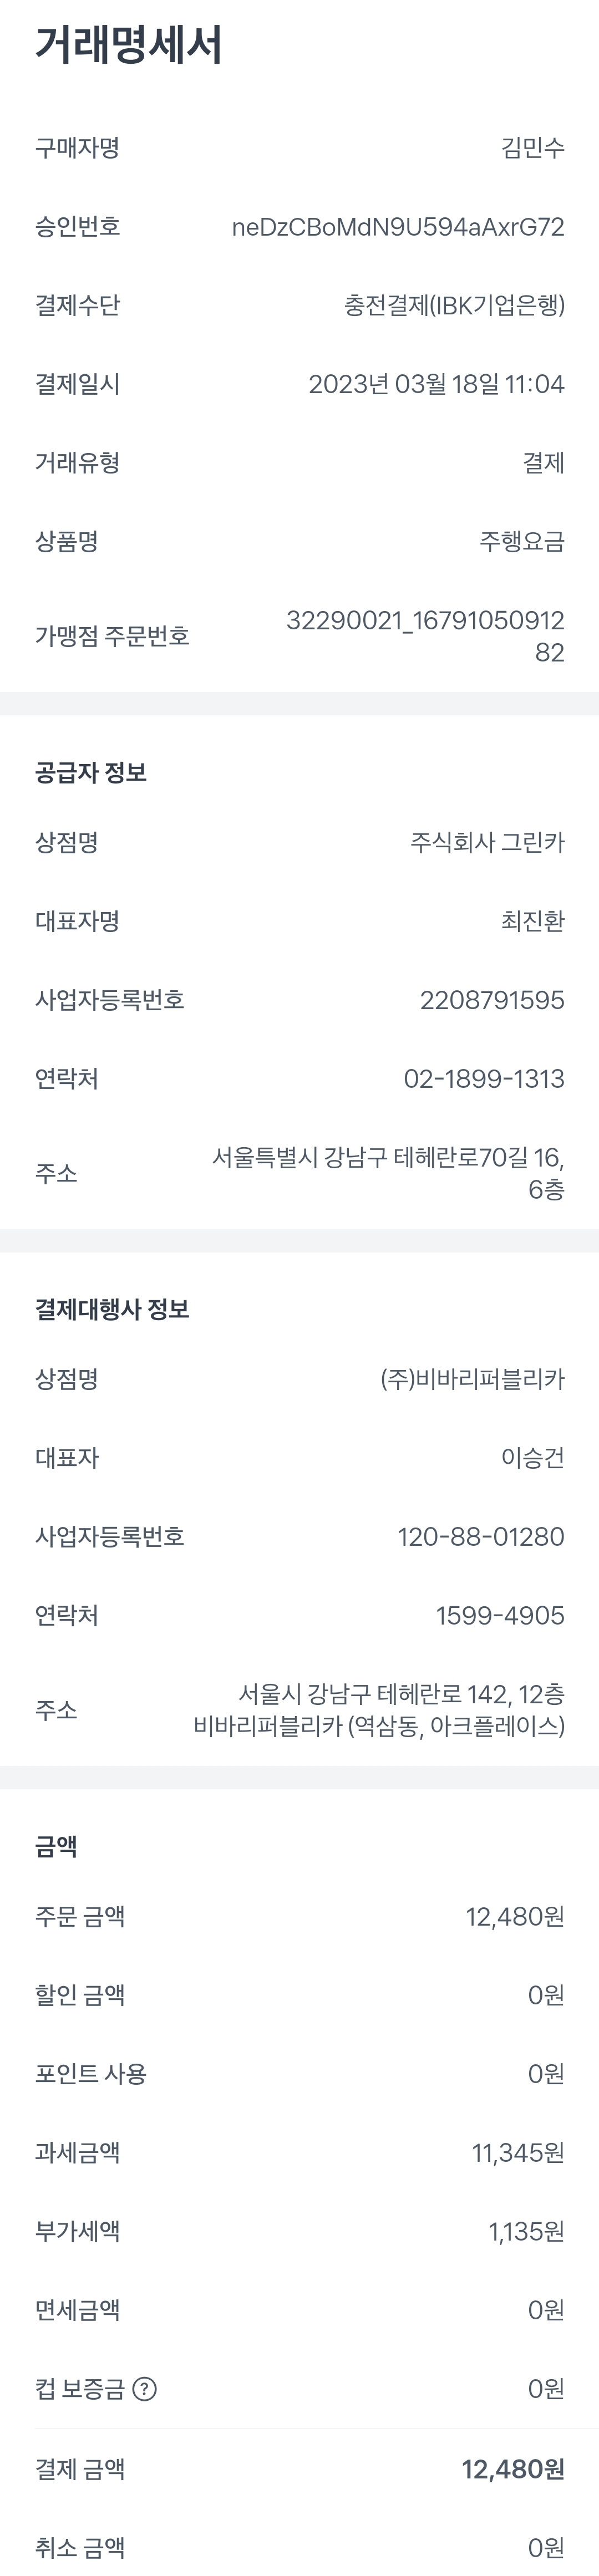 거래명세서
구매자명 김민수
승인번호 neDzCBoMdN9U594aAxrG72
결제수단 충전결제(IBK기업은행)
결제일시 2023년 03월 18일 11:04
거래유형 결제
상품명 주행요금
가맹점 주문번호 32290021_16791050912
82
공급자 정보
상점명 주식회사 그린카
대표자명 최진환
사업자등록번호 2208791595
연락처 02-1899-1313
주소 서울특별시 강남구 테헤란로70길 16,
6층
결제대행사 정보
상점명 (주)비바리퍼블리카
대표자 이승건
사업자등록번호 120-88-01280
연락처 1599-4905
주소 서울시 강남구 테헤란로 142, 12층
비바리퍼블리카 (역삼동, 아크플레이스)
금액
주문 금액 12,480원
할인 금액 0원
포인트 사용 0원
과세금액 11,345원
부가세액 1,135원
면세금액 0원
컵 보증금 ? 0원
결제 금액 12,480원
취소 금액 0원